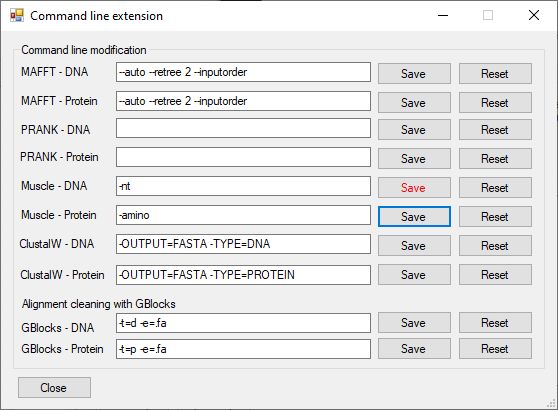 Command line extension
Command line modification
MAFFT - DNA --auto --retree 2 --inputorder Save Reset
MAFFT - Protein --auto --retree 2 --inputorder Save Reset
PRANK - DNA Save Reset
PRANK - Protein Save Reset
Muscle - DNA -nt Save Reset
Muscle - Protein -amino Save Reset
ClustalW - DNA -OUTPUT=FASTA -TYPE=DNA Save Reset
ClustalW - Protein -OUTPUT=FASTA -TYPE=PROTEIN Save Reset
Alignment cleaning with GBlocks
GBlocks - DNA -t=d -e=.fa Save Reset
GBlocks - Protein -t=p -e=.fa Save Reset
Close